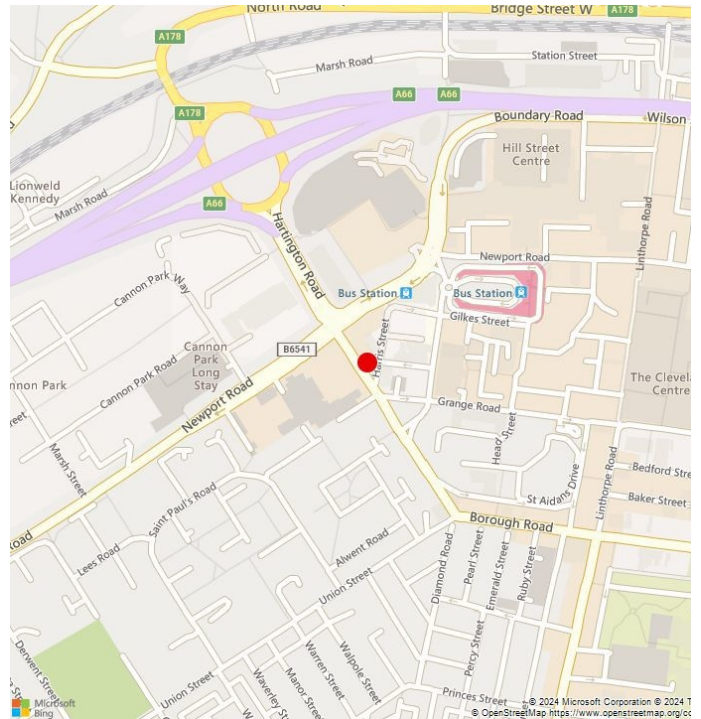 North Road
Bridge Street W
A178
A178
Marsh Road
Station Street
A66
A66
A178
Boundary Road
Wilson
Hill Street
Centre
Lionweld
Kennedy
Marsh Road
A66
Hartington Road
Linthorpe Road
Newport Road
Cannon Park Way
Bus Station
Bus Station
Gilkes Street
Harris Street
B6541
Cannon
Park
Long
Stay
Cannon Park Road
nnon Park
Newport Road
The Clevel
Centre
Grange Road
Head Street
Marsh Street
reet
Bedford Stre
Linthorpe Road
Baker Street
St Aidans Drive
Saint Paul's Road
Borough Road
oad
Lees Road
Alwent Road
Diamond Road
Pearl Street
Emerald Street
Ruby Street
Union Street
Derwent Street
Percy Street
Walpole Street
Warren Street
Manor Street
Waverley St
Union Street
Princes Street
Microsoft
Bing
© 2024 Microsoft Corporation © 2024 T
© OpenStreetMap https://www.openstreetmap.org/co